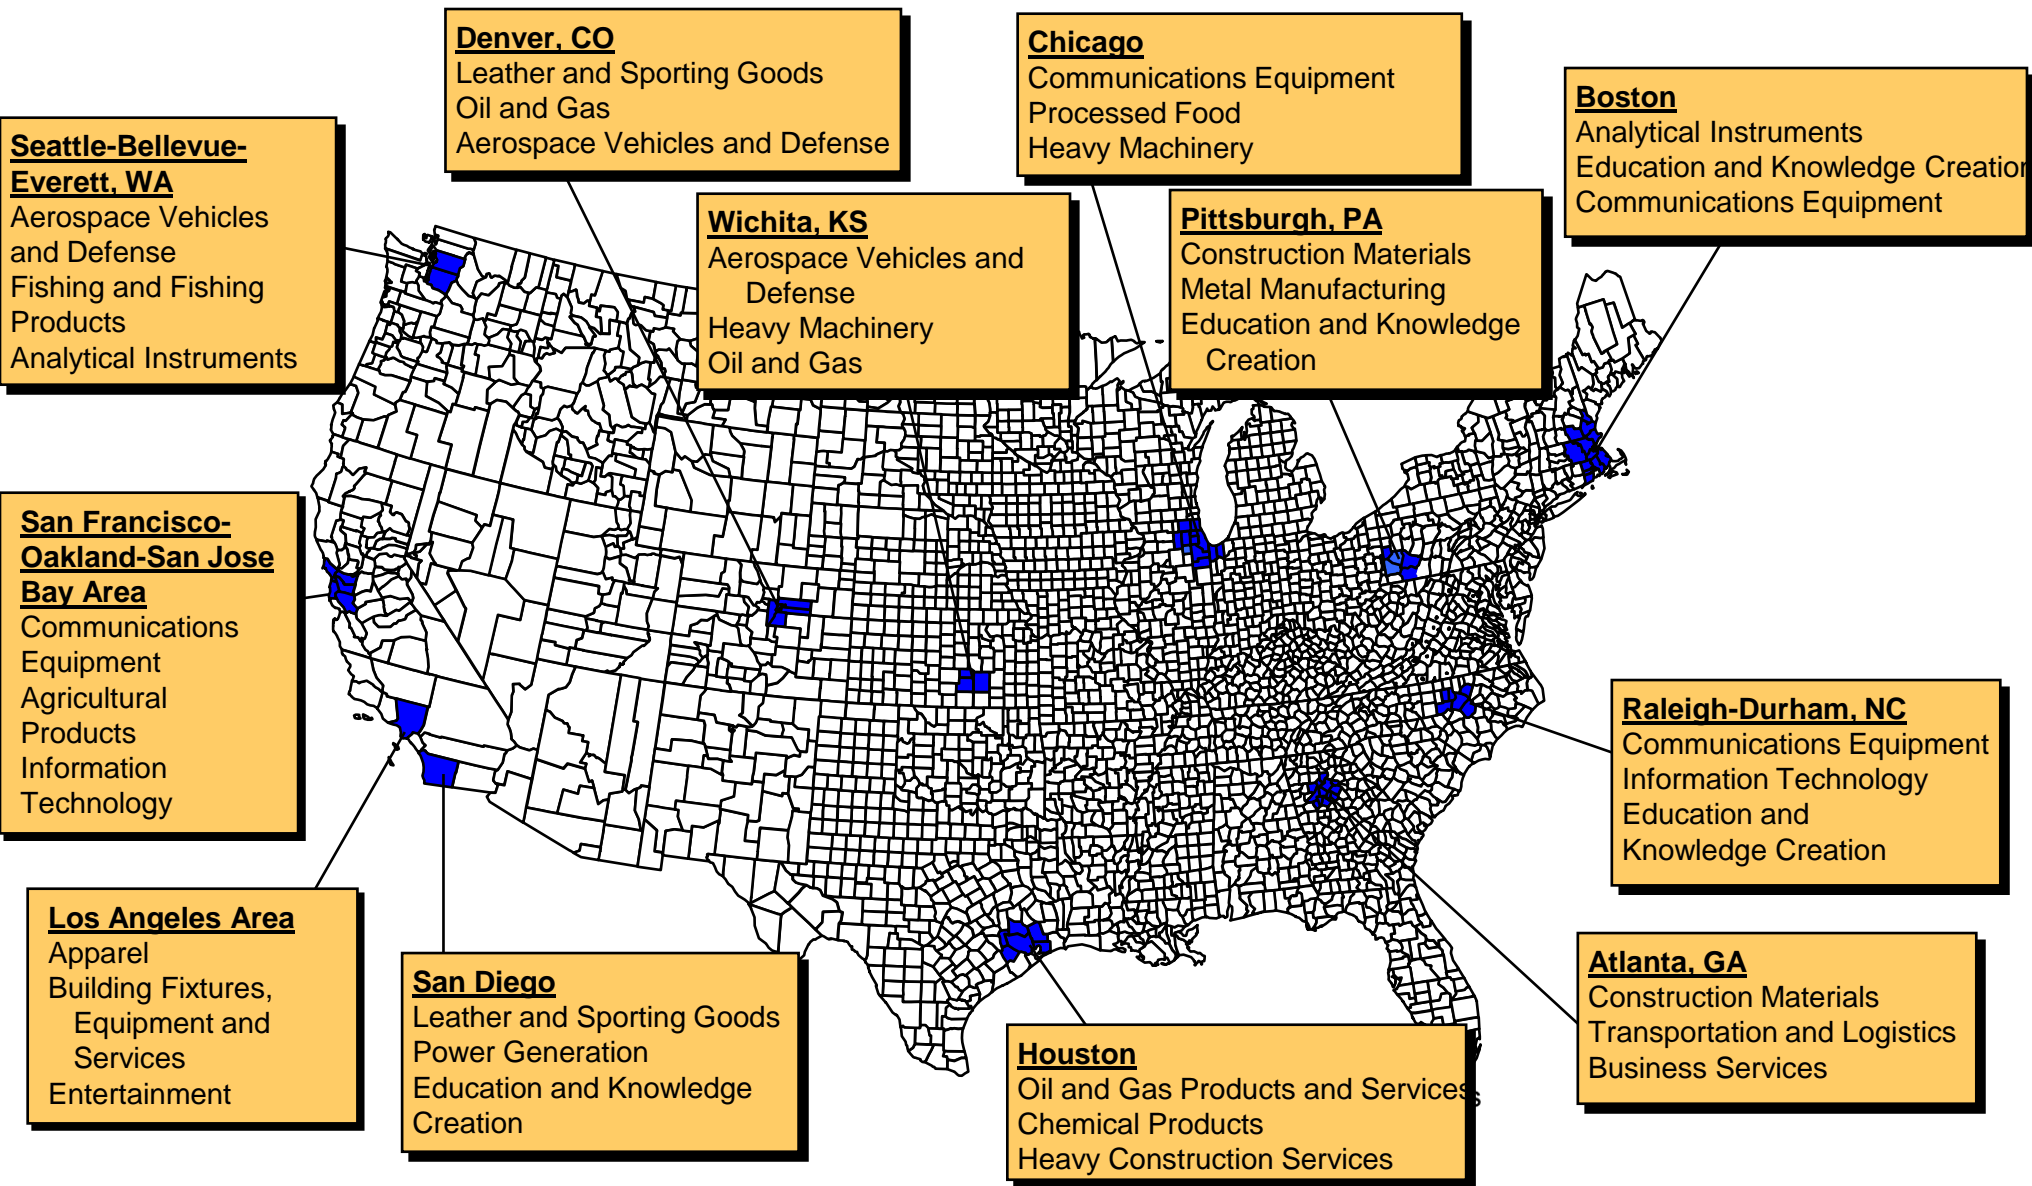 Denver, CO
Leather and Sporting Goods
Oil and Gas
Aerospace Vehicles and Defense
Chicago
Communications Equipment
Processed Food
Heavy Machinery
Boston
Analytical Instruments
Education and Knowledge Creation
Communications Equipment
Seattle-Bellevue-
Everett, WA
Aerospace Vehicles
and Defense
Fishing and Fishing
Products
Analytical Instruments
Wichita, KS
Aerospace Vehicles and
Defense
Heavy Machinery
Oil and Gas
Pittsburgh, PA
Construction Materials
Metal Manufacturing
Education and Knowledge
Creation
San Francisco-
Oakland-San Jose
Bay Area
Communications
Equipment
Agricultural
Products
Information
Technology
Raleigh-Durham, NC
Communications Equipment
Information Technology
Education and
Knowledge Creation
Los Angeles Area
Apparel
Building Fixtures,
Equipment and
Services
Entertainment
San Diego
Leather and Sporting Goods
Power Generation
Education and Knowledge
Creation
Houston
Oil and Gas Products and Services
Chemical Products
Heavy Construction Services
Atlanta, GA
Construction Materials
Transportation and Logistics
Business Services